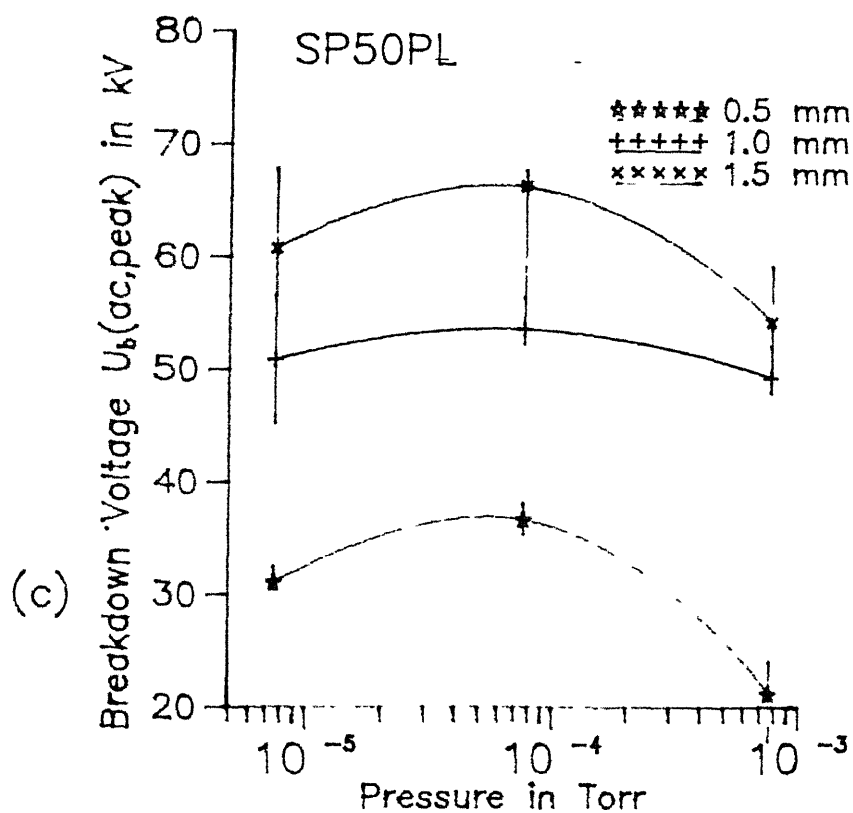 SP50PL
★★★★★ 0.5 mm
+++++ 1.0 mm
××××× 1.5 mm
Breakdown Voltage U_b(ac,peak) in kV
80
70
60
50
40
30
20
(c)
10^-5
10^-4
10^-3
Pressure in Torr